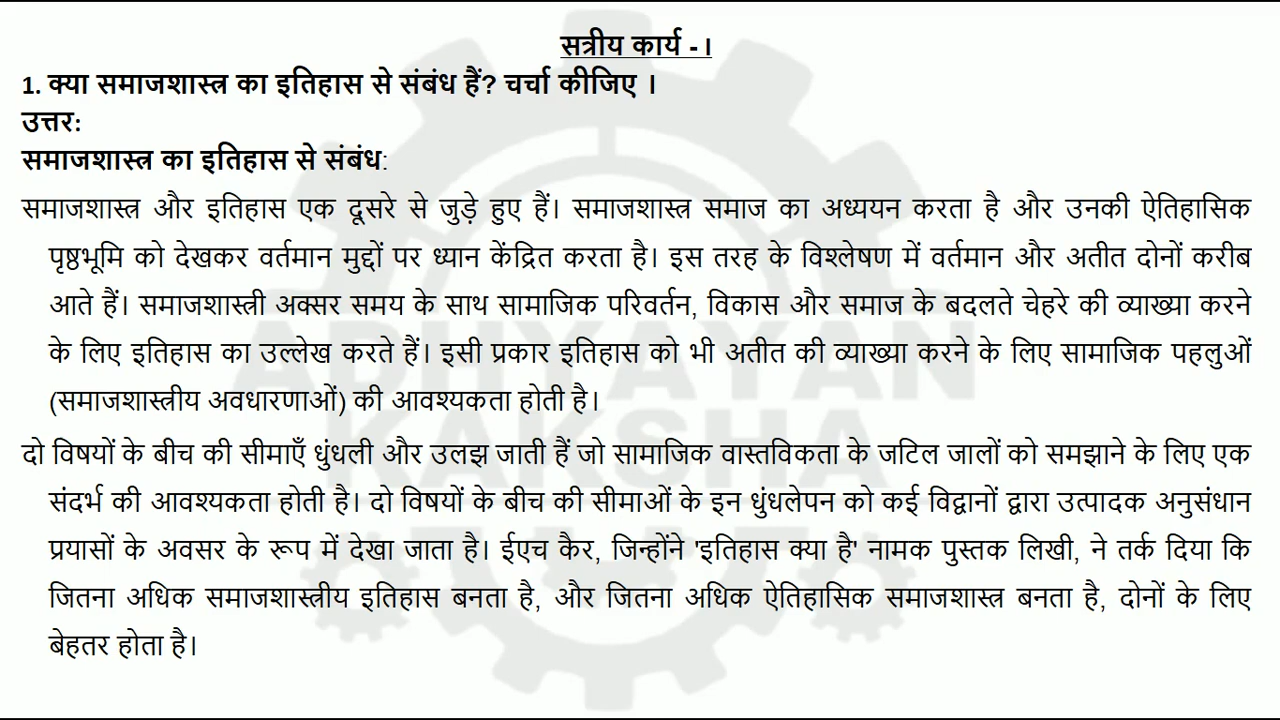 सत्रीय कार्य - I
1. क्या समाजशास्त्र का इतिहास से संबंध हैं? चर्चा कीजिए ।
उत्तर:
समाजशास्त्र का इतिहास से संबंध:
समाजशास्त्र और इतिहास एक दूसरे से जुड़े हुए हैं। समाजशास्त्र समाज का अध्ययन करता है और उनकी ऐतिहासिक
पृष्ठभूमि को देखकर वर्तमान मुद्दों पर ध्यान केंद्रित करता है। इस तरह के विश्लेषण में वर्तमान और अतीत दोनों करीब
आते हैं। समाजशास्त्री अक्सर समय के साथ सामाजिक परिवर्तन, विकास और समाज के बदलते चेहरे की व्याख्या करने
के लिए इतिहास का उल्लेख करते हैं। इसी प्रकार इतिहास को भी अतीत की व्याख्या करने के लिए सामाजिक पहलुओं
(समाजशास्त्रीय अवधारणाओं) की आवश्यकता होती है।
दो विषयों के बीच की सीमाएँ धुंधली और उलझ जाती हैं जो सामाजिक वास्तविकता के जटिल जालों को समझाने के लिए एक
संदर्भ की आवश्यकता होती है। दो विषयों के बीच की सीमाओं के इन धुंधलेपन को कई विद्वानों द्वारा उत्पादक अनुसंधान
प्रयासों के अवसर के रूप में देखा जाता है। ईएच कैर, जिन्होंने 'इतिहास क्या है' नामक पुस्तक लिखी, ने तर्क दिया कि
जितना अधिक समाजशास्त्रीय इतिहास बनता है, और जितना अधिक ऐतिहासिक समाजशास्त्र बनता है, दोनों के लिए
बेहतर होता है।
ADHYAYAN
KAKSHA